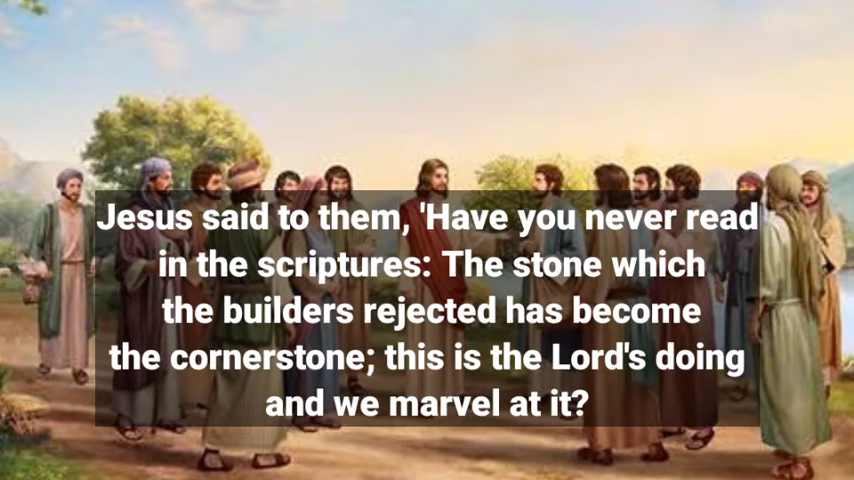 Jesus said to them, 'Have you never read
in the scriptures: The stone which
the builders rejected has become
the cornerstone; this is the Lord's doing
and we marvel at it?